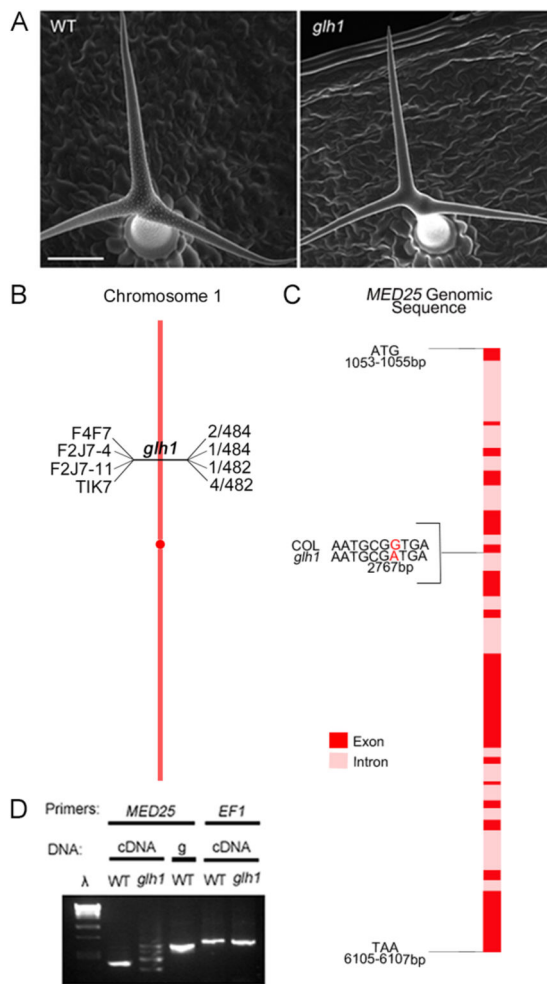 A
WT
glh1
B
Chromosome 1
F4F7
F2J7-4
F2J7-11
TIK7
glh1
2/484
1/484
1/482
4/482
C
MED25 Genomic
Sequence
ATG
1053-1055bp
COL AATGCGGTGA
glh1 AATGCGATGA
2767bp
Exon
Intron
TAA
6105-6107bp
D
Primers: MED25 EF1
DNA: cDNA g cDNA
λ WT glh1 WT WT glh1